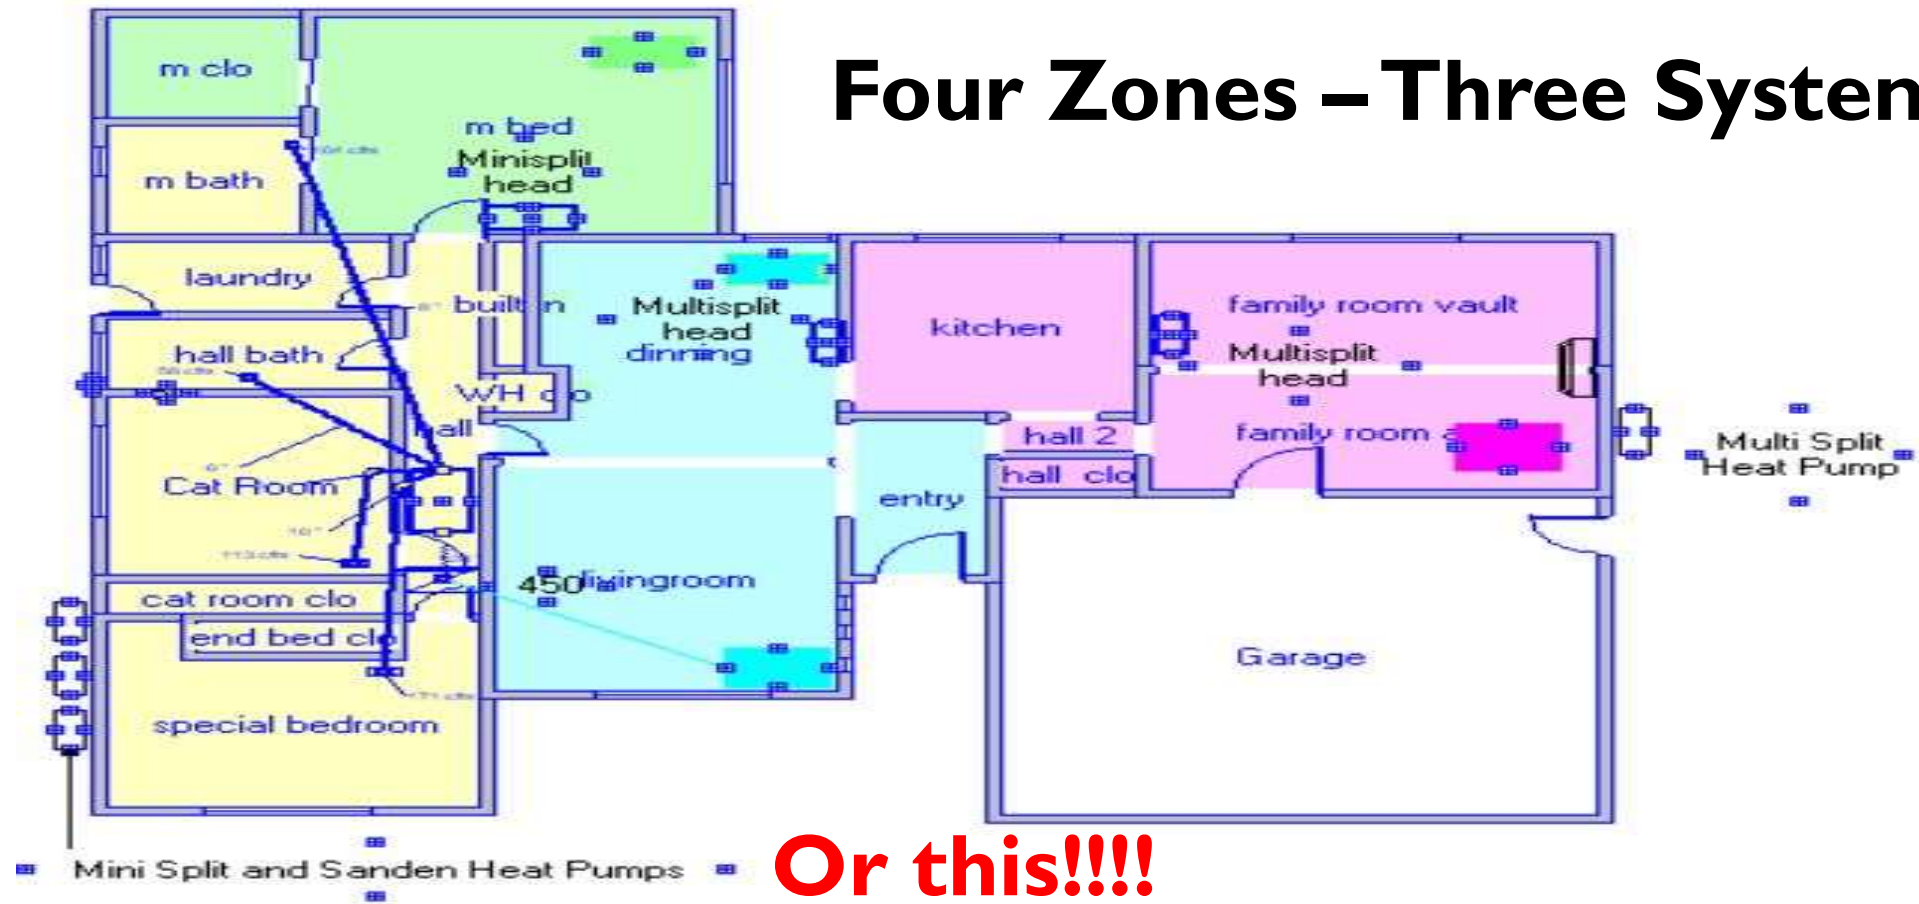 Four Zones – Three System
m clo
m bed
Minisplit
head
m bath
laundry
built in
Multisplit
head
dinning
kitchen
family room vault
Multisplit
head
hall bath
WH clo
hall
hall 2
family room a
Multi Split
Heat Pump
Cat Room
hall clo
entry
10"
113 cfm
450
livingroom
cat room clo
end bed clo
Garage
special bedroom
Mini Split and Sanden Heat Pumps
Or this!!!!